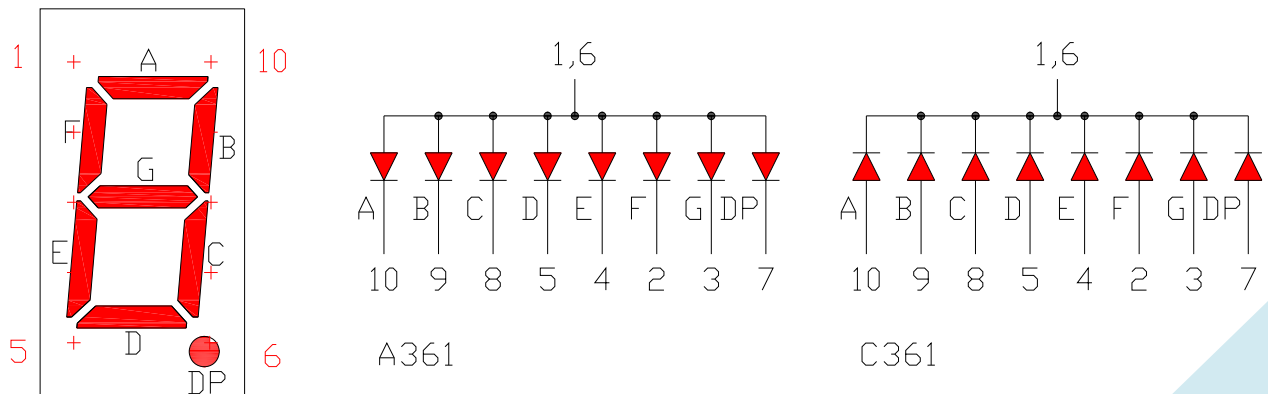 1 A 10
F B
G
E C
5 D 6
DP
1,6
A B C D E F G DP
10 9 8 5 4 2 3 7
A361
1,6
A B C D E F G DP
10 9 8 5 4 2 3 7
C361